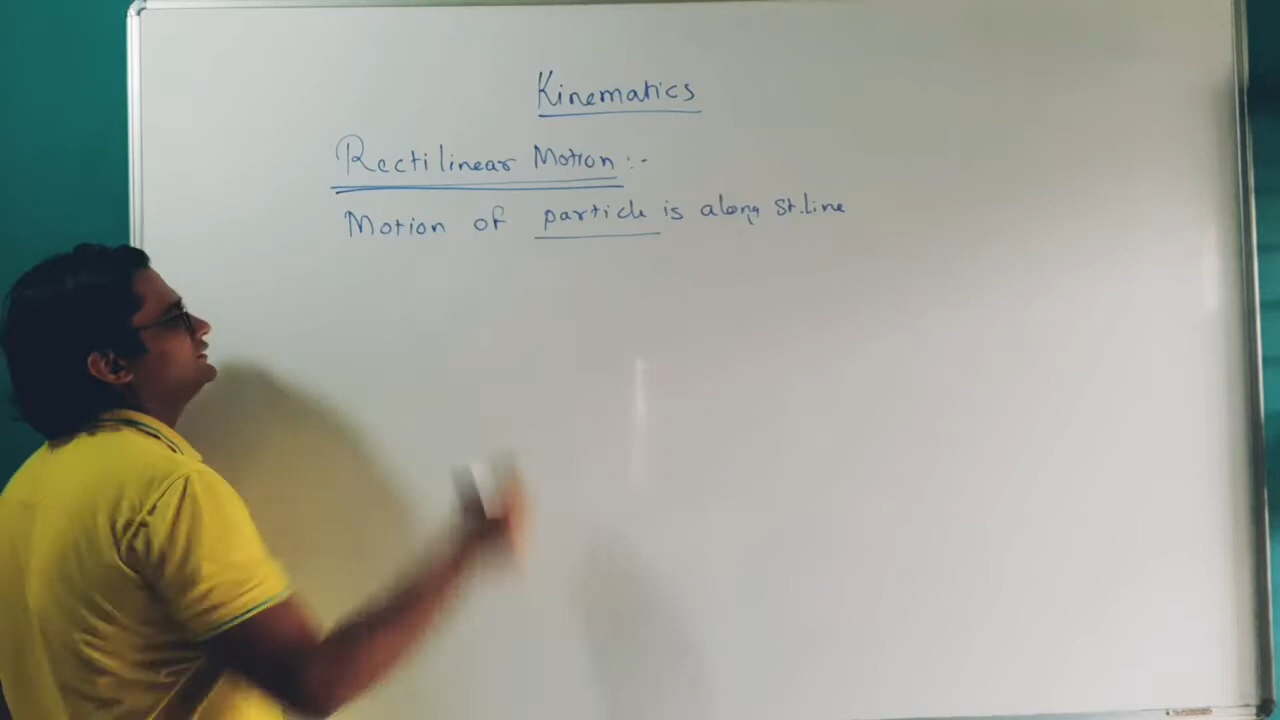 Kinematics
Rectilinear Motion :-
Motion of particle is along St.Line